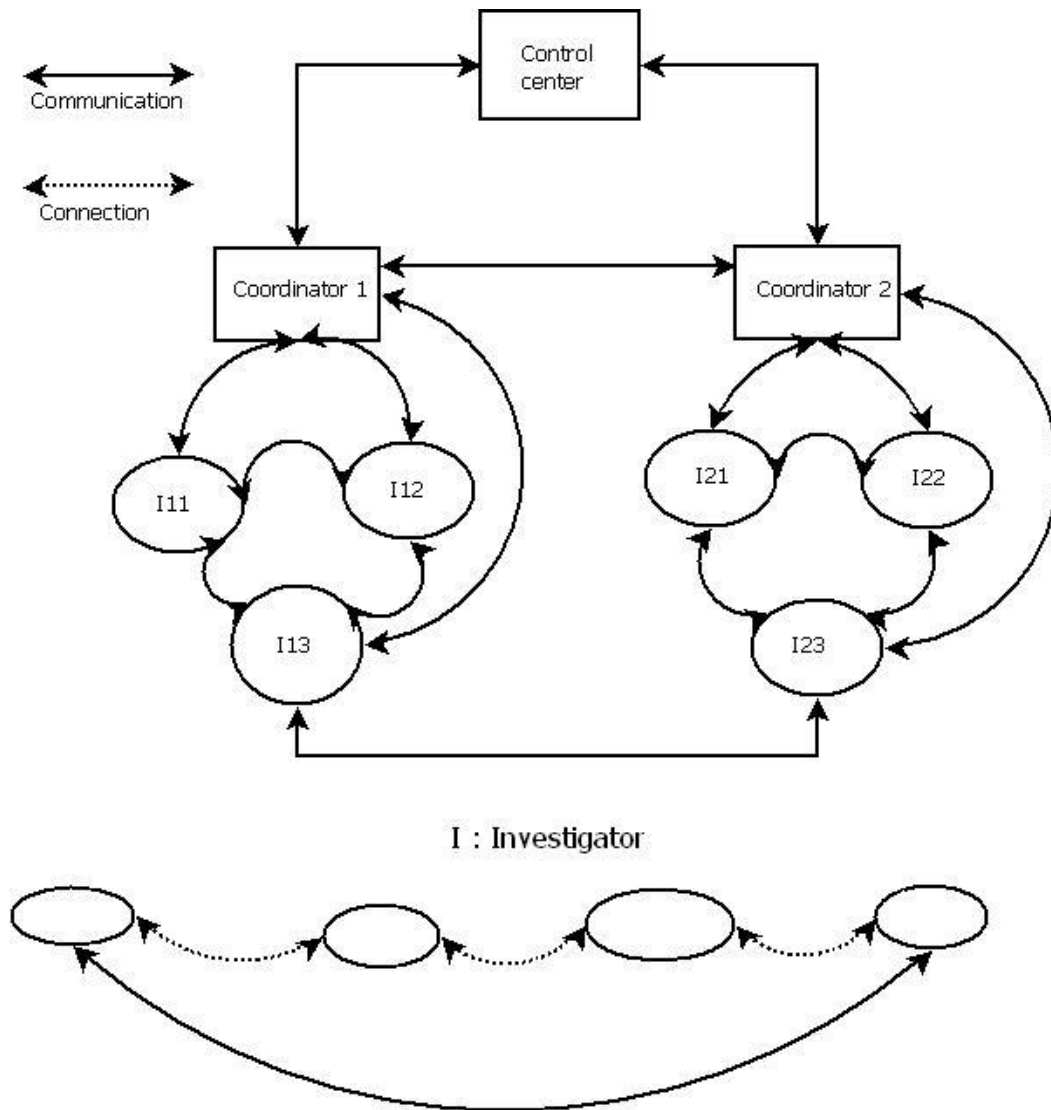 Control
center
Communication
Connection
Coordinator 1
Coordinator 2
I11
I12
I21
I22
I13
I23
I : Investigator